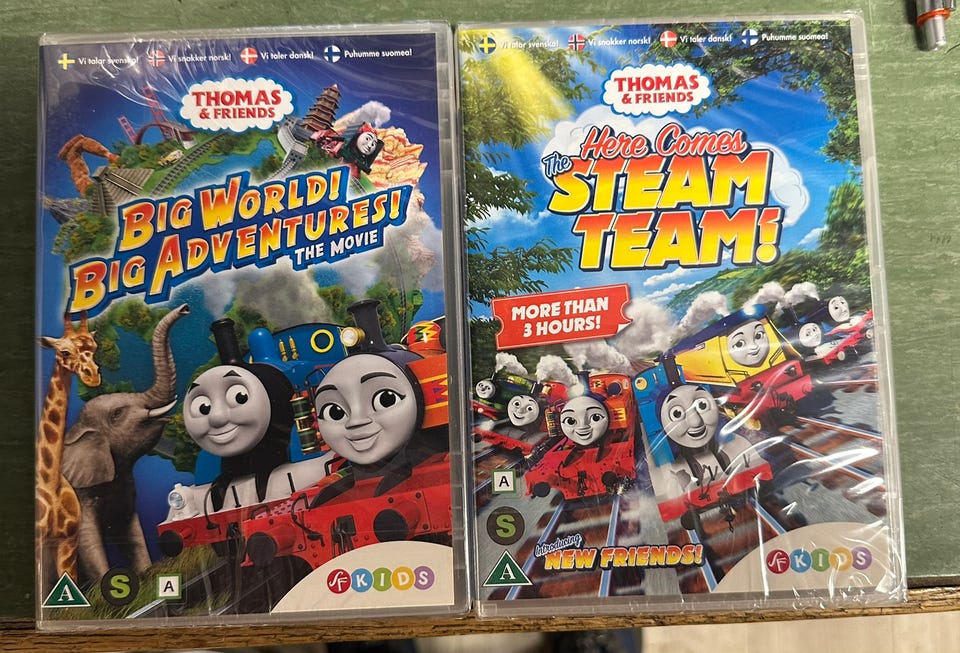 Vi talar svenska!
Vi snakker norsk!
Vi taler dansk!
Puhumme suomea!
THOMAS
& FRIENDS
BIG WORLD!
BIG ADVENTURES!
THE MOVIE
A
S
A
SF KIDS
Vi talar svenska!
Vi snakker norsk!
Vi taler dansk!
Puhumme suomea!
THOMAS
& FRIENDS
Here Comes
The STEAM
TEAM!
MORE THAN
3 HOURS!
A
S
A
Introducing
NEW FRIENDS!
SF KIDS